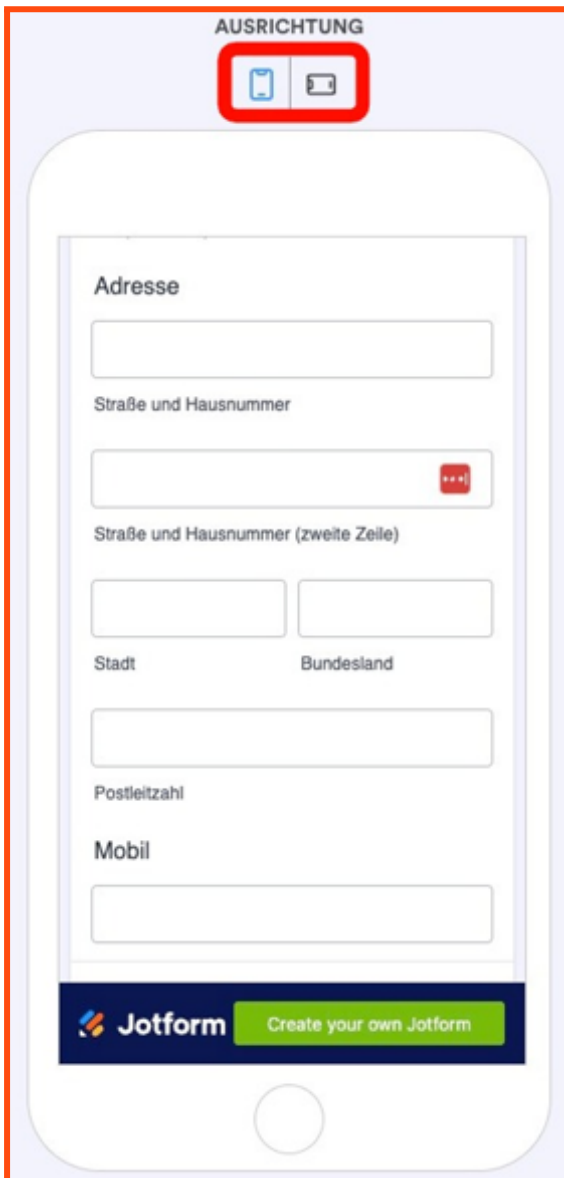 AUSRICHTUNG
Adresse
Straße und Hausnummer
Straße und Hausnummer (zweite Zeile)
Stadt Bundesland
Postleitzahl
Mobil
Jotform Create your own Jotform